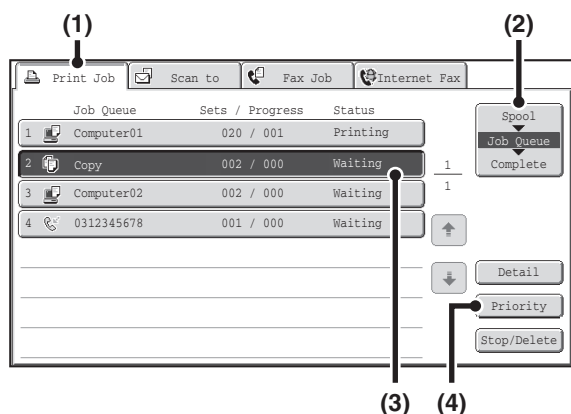 (1) (2)
Print Job Scan to Fax Job Internet Fax
Job Queue Sets / Progress Status
Spool
Job Queue
Complete
1 Computer01 020 / 001 Printing
2 Copy 002 / 000 Waiting
3 Computer02 002 / 000 Waiting
4 0312345678 001 / 000 Waiting
1
1
Detail
Priority
Stop/Delete
(3) (4)